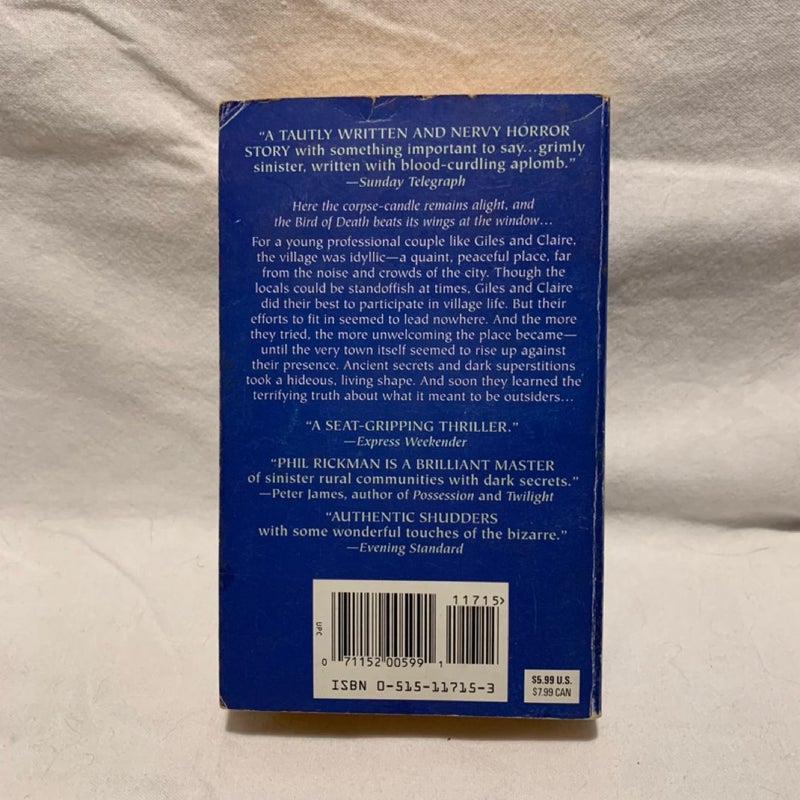 “A TAUTLY WRITTEN AND NERVY HORROR
STORY with something important to say...grimly
sinister, written with blood-curdling aplomb.”
—Sunday Telegraph
Here the corpse-candle remains alight, and
the Bird of Death beats its wings at the window...
For a young professional couple like Giles and Claire,
the village was idyllic—a quaint, peaceful place, far
from the noise and crowds of the city. Though the
locals could be standoffish at times, Giles and Claire
did their best to participate in village life. But their
efforts to fit in seemed to lead nowhere. And the more
they tried, the more unwelcoming the place became—
until the very town itself seemed to rise up against
their presence. Ancient secrets and dark superstitions
took a hideous, living shape. And soon they learned the
terrifying truth about what it meant to be outsiders...
“A SEAT-GRIPPING THRILLER.”
—Express Weekender
“PHIL RICKMAN IS A BRILLIANT MASTER
of sinister rural communities with dark secrets.”
—Peter James, author of Possession and Twilight
“AUTHENTIC SHUDDERS
with some wonderful touches of the bizarre.”
—Evening Standard
11715>
UPC
0 71152 00599 1
ISBN 0-515-11715-3
$5.99 U.S.
$7.99 CAN